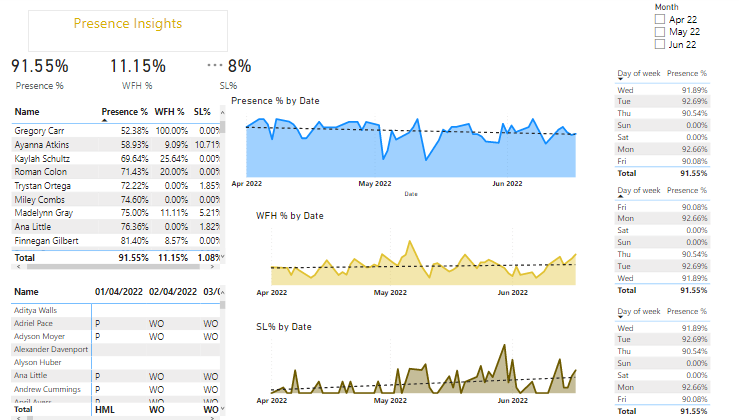 Presence Insights
91.55%
Presence %
11.15%
WFH %
8%
SL%
Name Presence % WFH % SL%
Gregory Carr 52.38% 100.00% 0.00%
Ayanna Atkins 58.93% 9.09% 10.71%
Kaylah Schultz 69.64% 25.64% 0.00%
Roman Colon 71.43% 20.00% 0.00%
Trystan Ortega 72.22% 0.00% 1.85%
Miley Combs 74.60% 0.00% 0.00%
Madelynn Gray 75.00% 11.11% 5.21%
Ana Little 76.36% 0.00% 1.82%
Finnegan Gilbert 81.40% 8.57% 0.00%
Total 91.55% 11.15% 1.08%
Name 01/04/2022 02/04/2022 03/
Aditya Walls
Adriel Pace P WO WO
Adyson Moyer P WO WO
Alexander Davenport
Alyson Huber
Ana Little P WO WO
Andrew Cummings P WO WO
April Avers P WO WO
Total HML WO WO
Presence % by Date
Apr 2022 May 2022 Jun 2022
Date
WFH % by Date
Apr 2022 May 2022 Jun 2022
SL% by Date
Apr 2022 May 2022 Jun 2022
Month
Apr 22
May 22
Jun 22
Day of week Presence %
Wed 91.89%
Tue 92.69%
Thu 90.54%
Sun 0.00%
Sat 0.00%
Mon 92.66%
Fri 90.08%
Total 91.55%
Day of week Presence %
Fri 90.08%
Mon 92.66%
Sat 0.00%
Sun 0.00%
Thu 90.54%
Tue 92.69%
Wed 91.89%
Total 91.55%
Day of week Presence %
Wed 91.89%
Tue 92.69%
Thu 90.54%
Sun 0.00%
Sat 0.00%
Mon 92.66%
Fri 90.08%
Total 91.55%